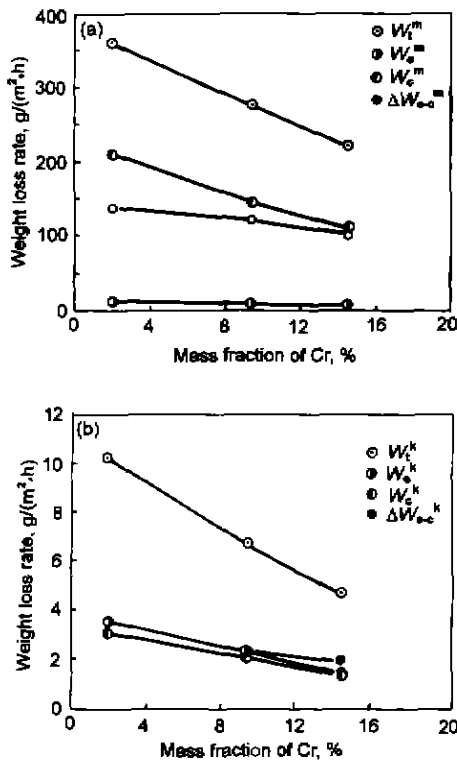 (a)
W_t^m
W_e^m
W_c^m
ΔW_e-c^m
Weight loss rate, g/(m²·h)
400
300
200
100
0
0 4 8 12 16 20
Mass fraction of Cr, %
(b)
W_t^k
W_e^k
W_c^k
ΔW_e-c^k
Weight loss rate, g/(m²·h)
12
10
8
6
4
2
0
0 4 8 12 16 20
Mass fraction of Cr, %